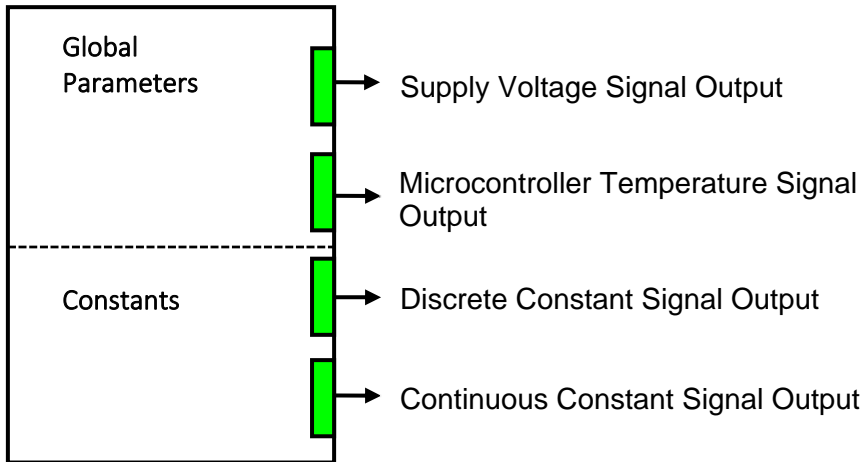 Global
Parameters
Supply Voltage Signal Output
Microcontroller Temperature Signal
Output
Constants
Discrete Constant Signal Output
Continuous Constant Signal Output